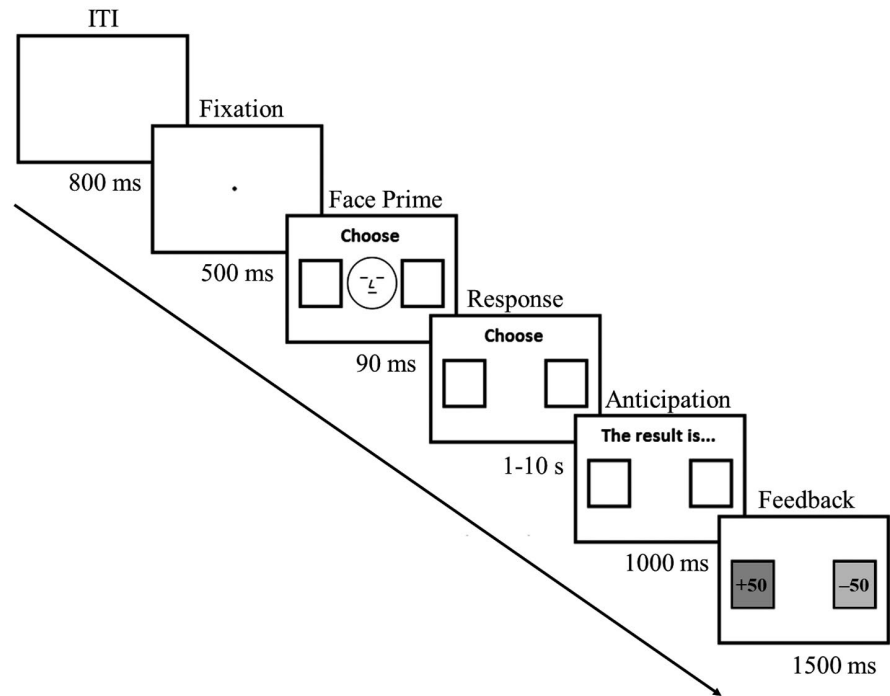 ITI
800 ms
Fixation
500 ms
Face Prime
Choose
90 ms
Response
Choose
1-10 s
Anticipation
The result is...
1000 ms
Feedback
+50
–50
1500 ms